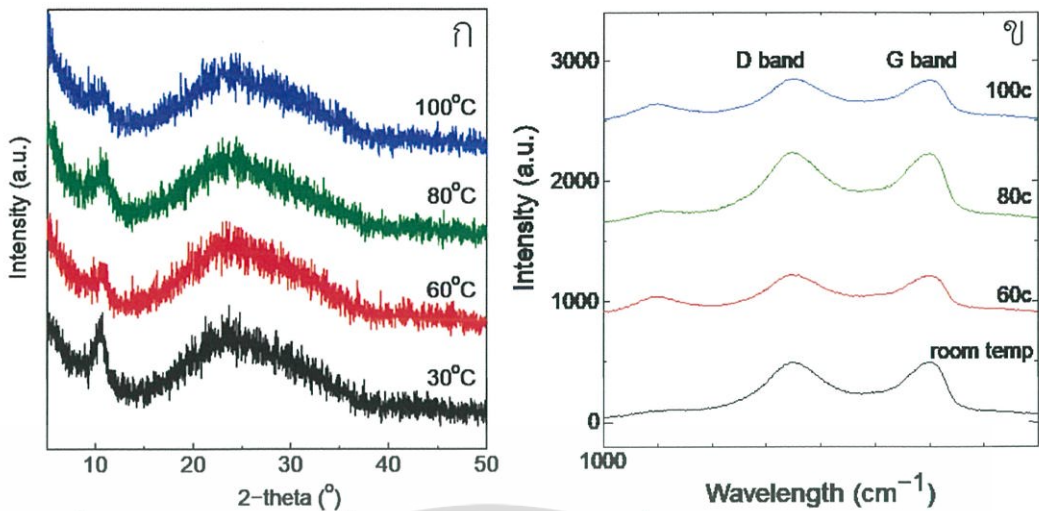 ก
100°C
80°C
60°C
30°C
Intensity (a.u.)
10 20 30 40 50
2-theta (°)
ข
3000
2000
1000
0
D band G band
100c
80c
60c
room temp
Intensity (a.u.)
1000
Wavelength (cm⁻¹)